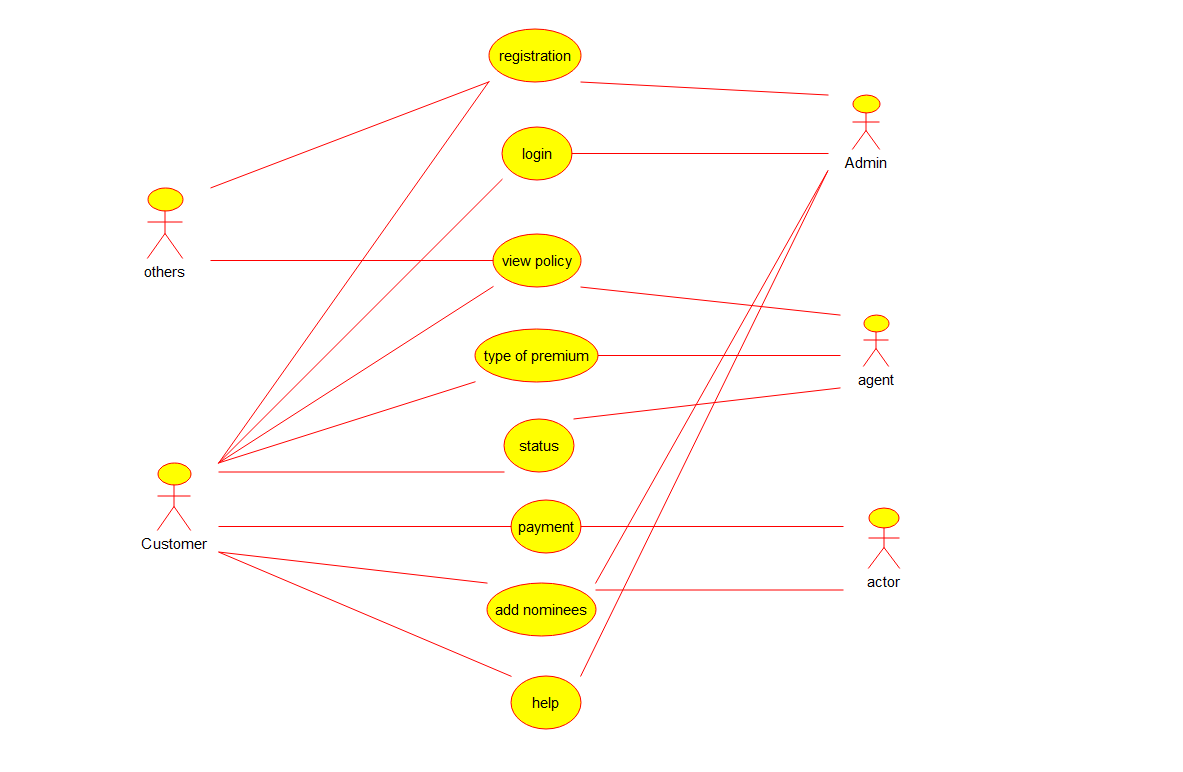 registration
login
Admin
view policy
others
type of premium
agent
status
payment
Customer
actor
add nominees
help